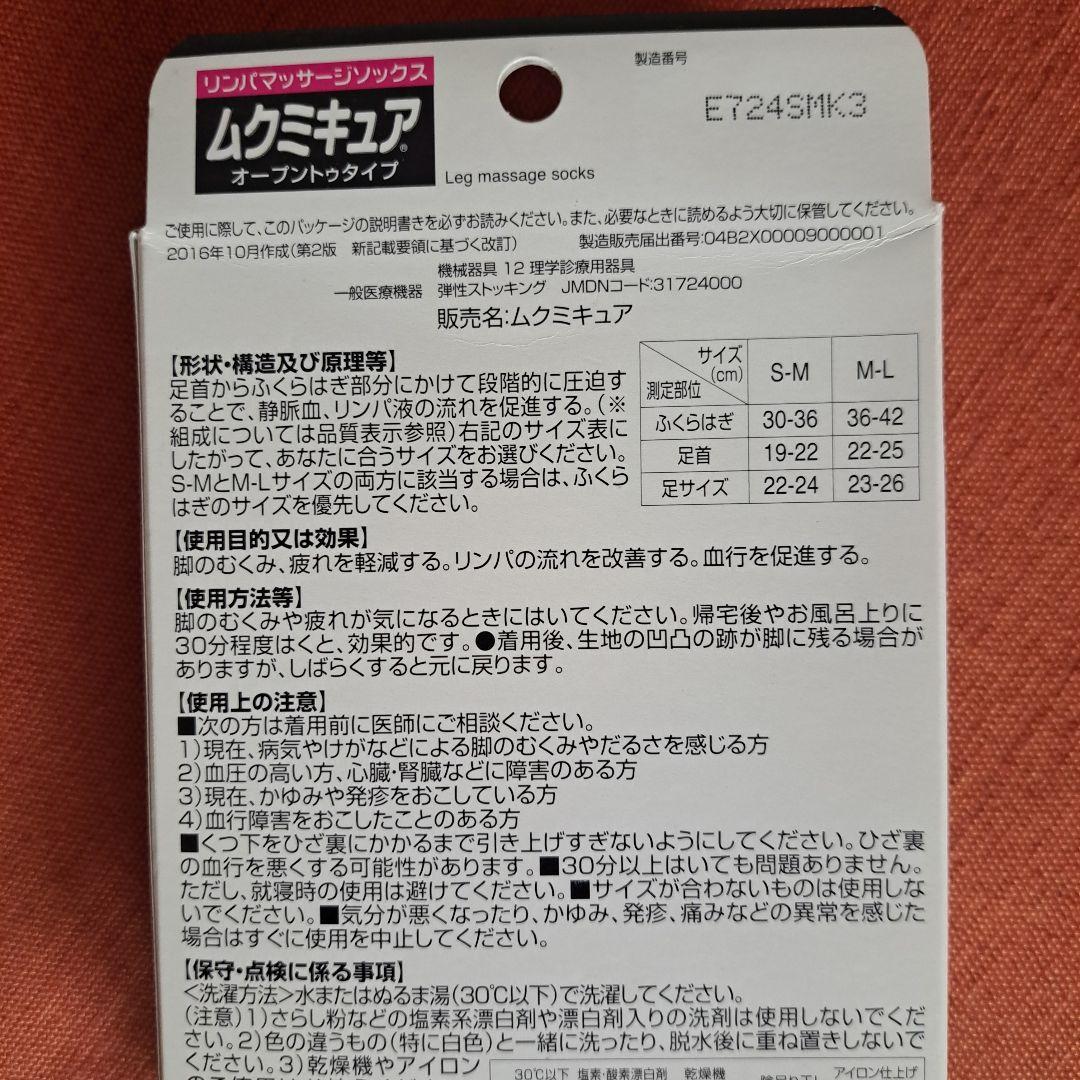 リンパマッサージソックス
ムクミキュア®
オープントゥタイプ
Leg massage socks
製造番号
E724SMK3
ご使用に際して、このパッケージの説明書きを必ずお読みください。また、必要なときに読めるよう大切に保管してください。
2016年10月作成(第2版 新記載要領に基づく改訂) 製造販売届出番号:04B2X00009000001
機械器具 12 理学診療用器具
一般医療機器 弾性ストッキング JMDNコード:31724000
販売名:ムクミキュア
【形状・構造及び原理等】
足首からふくらはぎ部分にかけて段階的に圧迫す
ることで、静脈血、リンパ液の流れを促進する。(※
組成については品質表示参照)右記のサイズ表に
したがって、あなたに合うサイズをお選びください。
S-MとM-Lサイズの両方に該当する場合は、ふくら
はぎのサイズを優先してください。
サイズ(cm) 測定部位 S-M M-L
ふくらはぎ 30-36 36-42
足首 19-22 22-25
足サイズ 22-24 23-26
【使用目的又は効果】
脚のむくみ、疲れを軽減する。リンパの流れを改善する。血行を促進する。
【使用方法等】
脚のむくみや疲れが気になるときにはいてください。帰宅後やお風呂上りに
30分程度はくと、効果的です。●着用後、生地の凹凸の跡が脚に残る場合が
ありますが、しばらくすると元に戻ります。
【使用上の注意】
■次の方は着用前に医師にご相談ください。
1)現在、病気やけがなどによる脚のむくみやだるさを感じる方
2)血圧の高い方、心臓・腎臓などに障害のある方
3)現在、かゆみや発疹をおこしている方
4)血行障害をおこしたことのある方
■くつ下をひざ裏にかかるまで引き上げすぎないようにしてください。ひざ裏
の血行を悪くする可能性があります。■30分以上はいても問題ありません。
ただし、就寝時の使用は避けてください。■サイズが合わないものは使用しな
いでください。■気分が悪くなったり、かゆみ、発疹、痛みなどの異常を感じた
場合はすぐに使用を中止してください。
【保守・点検に係る事項】
<洗濯方法>水またはぬるま湯(30℃以下)で洗濯してください。
(注意)1)さらし粉などの塩素系漂白剤や漂白剤入りの洗剤は使用しないでくだ
さい。2)色の違うもの(特に白色)と一緒に洗ったり、脱水後に重ね置きしないで
ください。3)乾燥機やアイロン
30℃以下 塩素・酸素漂白剤 乾燥機 アイロン仕上げ